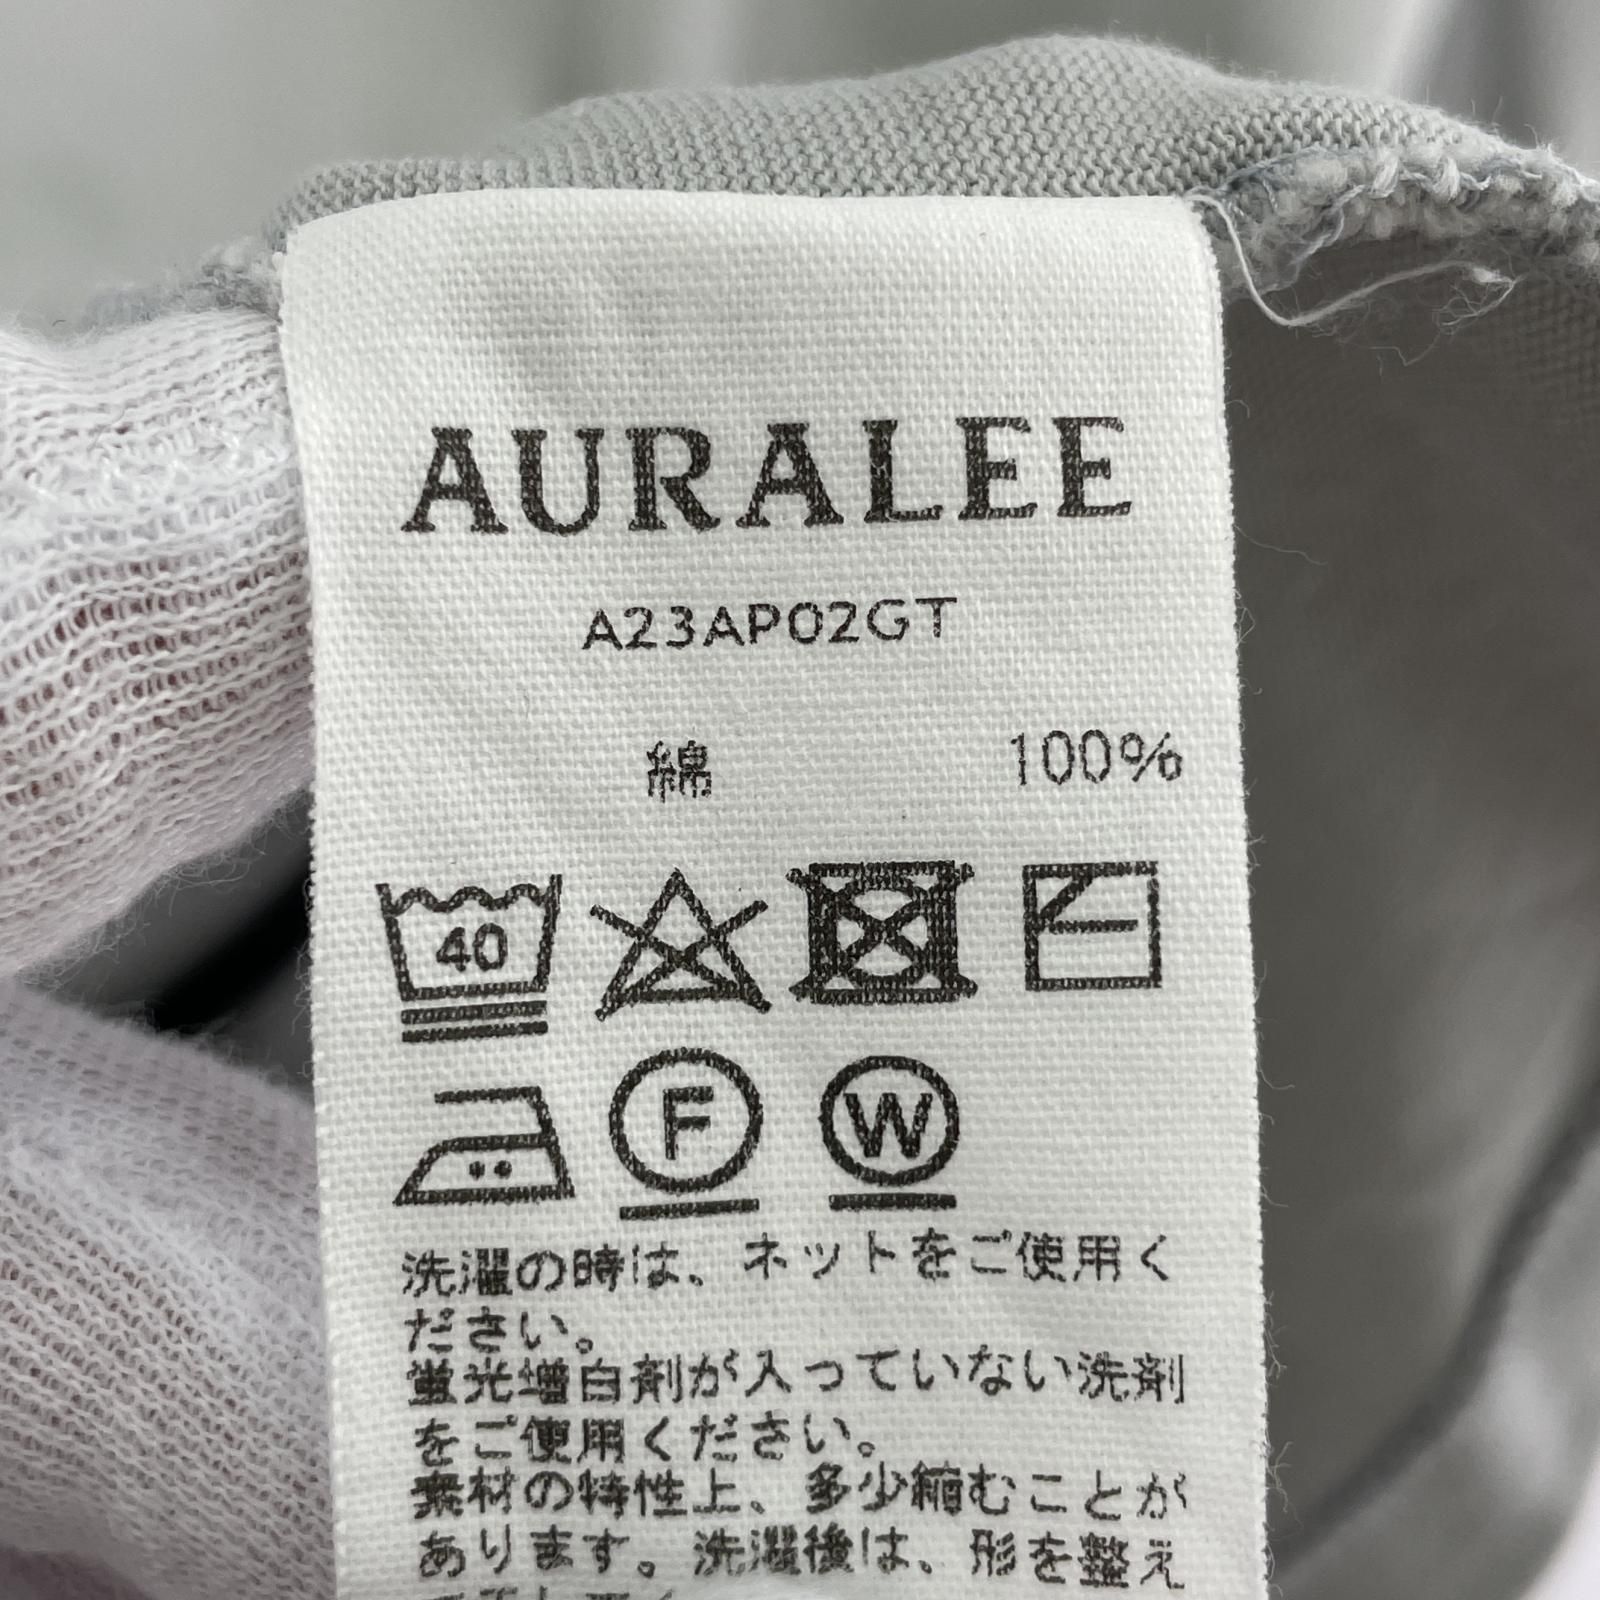 AURALEE
A23AP02GT
綿 100%
40
F W
洗濯の時は、ネットをご使用く
ださい。
蛍光増白剤が入っていない洗剤
をご使用ください。
素材の特性上、多少縮むことが
あります。洗濯後は、形を整え